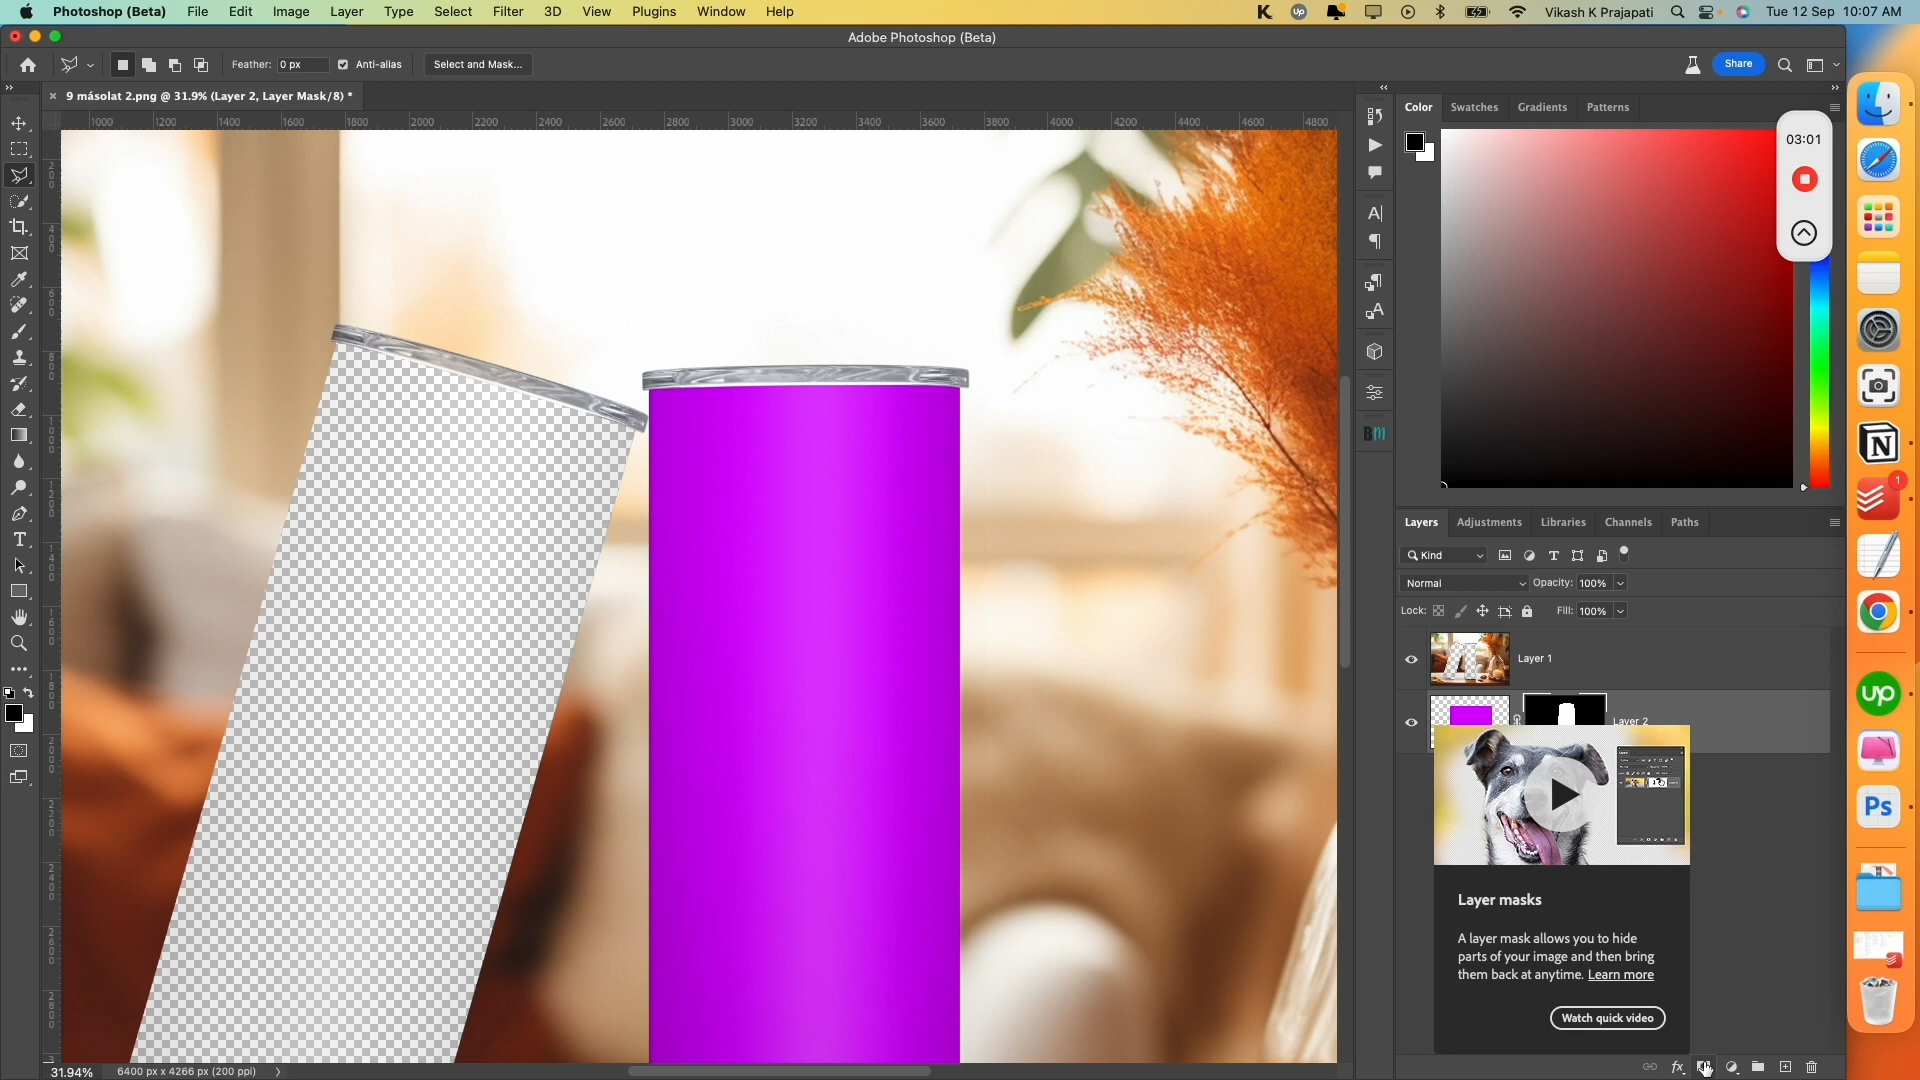 Photoshop (Beta) File Edit Image Layer Type Select Filter 3D View Plugins Window Help
Up Vikash K Prajapati Tue 12 Sep 10:07 AM
Adobe Photoshop (Beta)
Feather: 0 px Anti-alias Select and Mask... Share
9 másolat 2.png @ 31.9% (Layer 2, Layer Mask/8) *
1000 1200 1400 1600 1800 2000 2200 2400 2600 2800 3000 3200 3400 3600 3800 4000 4200 4400 4600 4800
Color Swatches Gradients Patterns
03:01
BM
Layers Adjustments Libraries Channels Paths
Kind
Normal Opacity: 100%
Lock: Fill: 100%
Layer 1
Layer 2
Layer masks
A layer mask allows you to hide
parts of your image and then bring
them back at anytime. Learn more
Watch quick video
31.94% 6400 px x 4266 px (200 ppi)
1
up
Ps